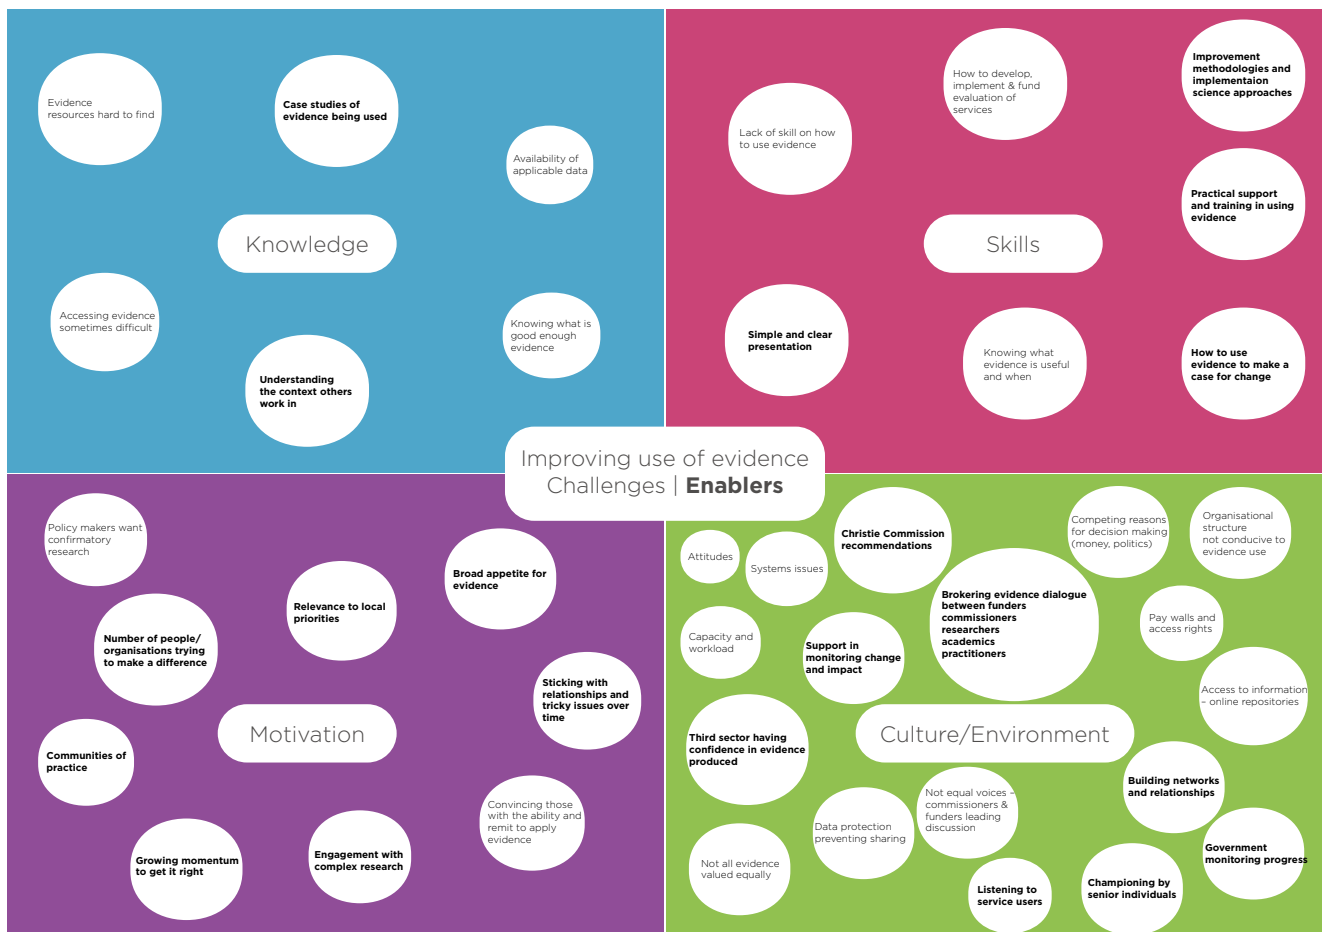 Evidence
resources hard to find
Case studies of
evidence being used
Availability of
applicable data
Knowledge
Accessing evidence
sometimes difficult
Knowing what is
good enough
evidence
Understanding
the context others
work in
How to develop,
implement & fund
evaluation of
services
Improvement
methodologies and
implementaion
science approaches
Lack of skill on how
to use evidence
Practical support
and training in using
evidence
Skills
Simple and clear
presentation
Knowing what
evidence is useful
and when
How to use
evidence to make a
case for change
Improving use of evidence
Challenges | Enablers
Policy makers want
confirmatory
research
Broad appetite for
evidence
Relevance to local
priorities
Number of people/
organisations trying
to make a difference
Sticking with
relationships and
tricky issues over
time
Motivation
Communities of
practice
Convincing those
with the ability and
remit to apply
evidence
Growing momentum
to get it right
Engagement with
complex research
Attitudes
Systems issues
Christie Commission
recommendations
Competing reasons
for decision making
(money, politics)
Organisational
structure
not conducive to
evidence use
Brokering evidence dialogue
between funders
commissioners
researchers
academics
practitioners
Capacity and
workload
Support in
monitoring change
and impact
Pay walls and
access rights
Access to information
– online repositories
Third sector having
confidence in evidence
produced
Culture/Environment
Building networks
and relationships
Not equal voices –
commissioners &
funders leading
discussion
Data protection
preventing sharing
Not all evidence
valued equally
Government
monitoring progress
Listening to
service users
Championing by
senior individuals